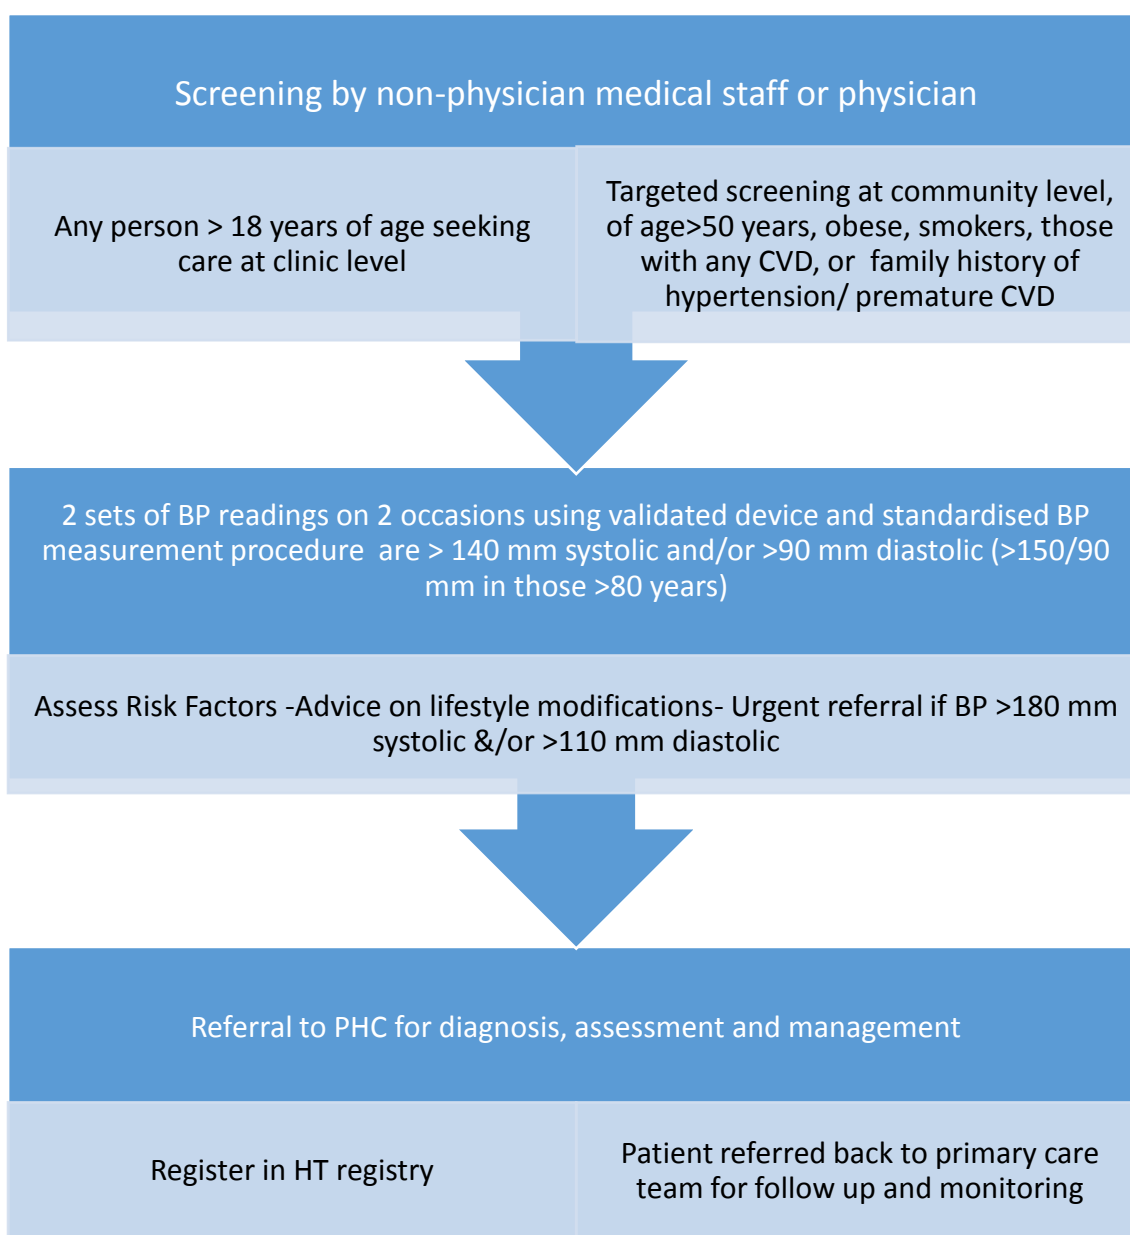 Screening by non-physician medical staff or physician
Any person > 18 years of age seeking
care at clinic level
Targeted screening at community level,
of age>50 years, obese, smokers, those
with any CVD, or family history of
hypertension/ premature CVD
2 sets of BP readings on 2 occasions using validated device and standardised BP
measurement procedure are > 140 mm systolic and/or >90 mm diastolic (>150/90
mm in those >80 years)
Assess Risk Factors -Advice on lifestyle modifications- Urgent referral if BP >180 mm
systolic &/or >110 mm diastolic
Referral to PHC for diagnosis, assessment and management
Register in HT registry
Patient referred back to primary care
team for follow up and monitoring